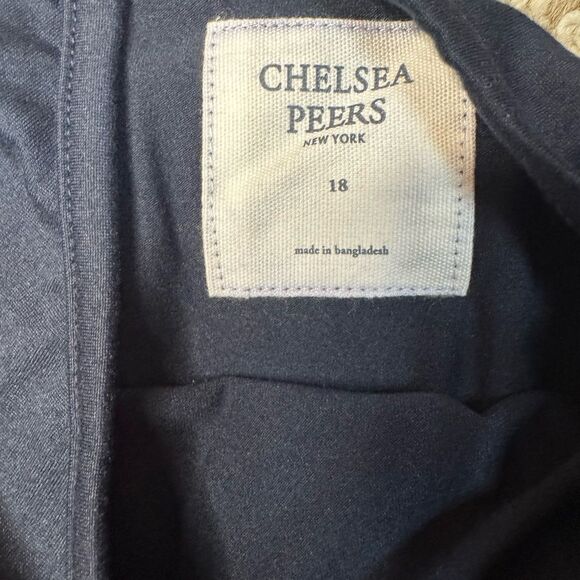 CHELSEA
PEERS
NEW YORK
18
made in bangladesh